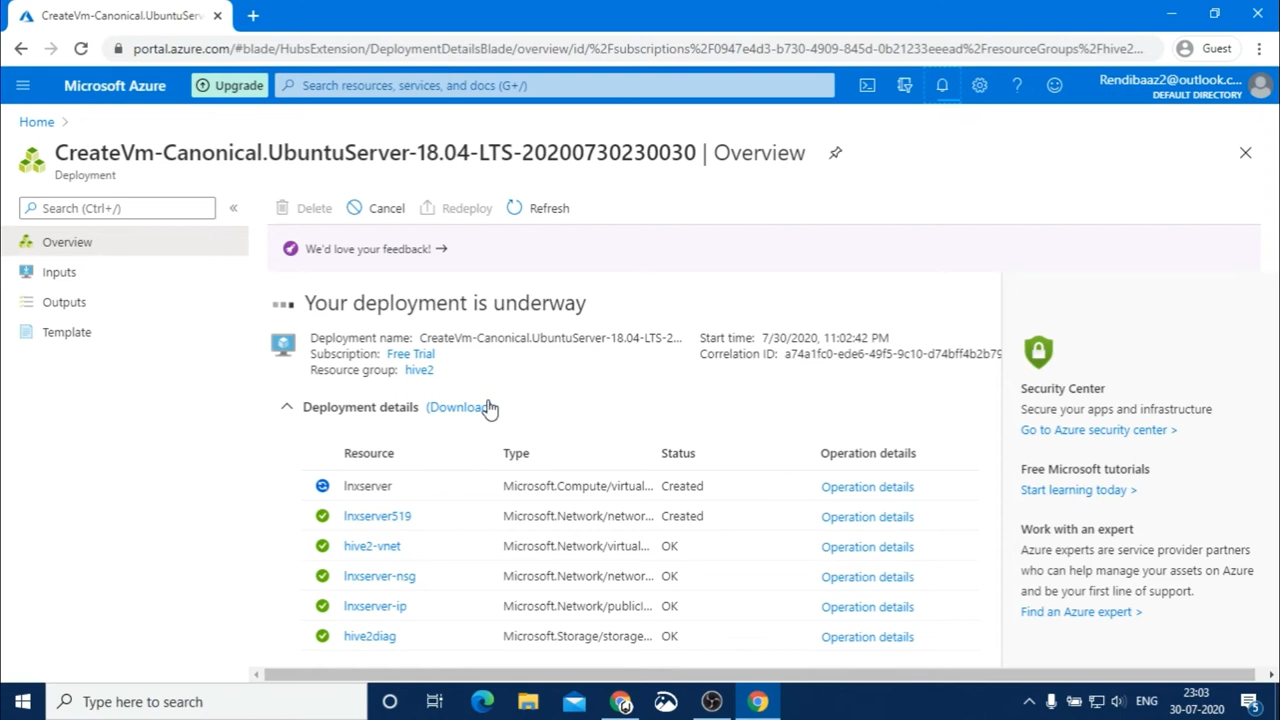 CreateVm-Canonical.UbuntuServ
portal.azure.com/#blade/HubsExtension/DeploymentDetailsBlade/overview/id/%2Fsubscriptions%2F0947e4d3-b730-4909-845d-0b21233eeead%2FresourceGroups%2Fhive2...
Guest
Microsoft Azure
Upgrade
Search resources, services, and docs (G+/)
Rendibaaz2@outlook.c...
DEFAULT DIRECTORY
Home >
CreateVm-Canonical.UbuntuServer-18.04-LTS-20200730230030 | Overview
Deployment
Search (Ctrl+/)
«
Delete
Cancel
Redeploy
Refresh
Overview
Inputs
Outputs
Template
We'd love your feedback! →
Your deployment is underway
Deployment name: CreateVm-Canonical.UbuntuServer-18.04-LTS-2...
Subscription: Free Trial
Resource group: hive2
Start time: 7/30/2020, 11:02:42 PM
Correlation ID: a74a1fc0-ede6-49f5-9c10-d74bff4b2b79
Deployment details (Download
Resource Type Status Operation details
lnxserver Microsoft.Compute/virtual... Created Operation details
lnxserver519 Microsoft.Network/networ... Created Operation details
hive2-vnet Microsoft.Network/virtual... OK Operation details
lnxserver-nsg Microsoft.Network/networ... OK Operation details
lnxserver-ip Microsoft.Network/publicI... OK Operation details
hive2diag Microsoft.Storage/storage... OK Operation details
Security Center
Secure your apps and infrastructure
Go to Azure security center >
Free Microsoft tutorials
Start learning today >
Work with an expert
Azure experts are service provider partners
who can help manage your assets on Azure
and be your first line of support.
Find an Azure expert >
Type here to search
ENG
23:03
30-07-2020
5